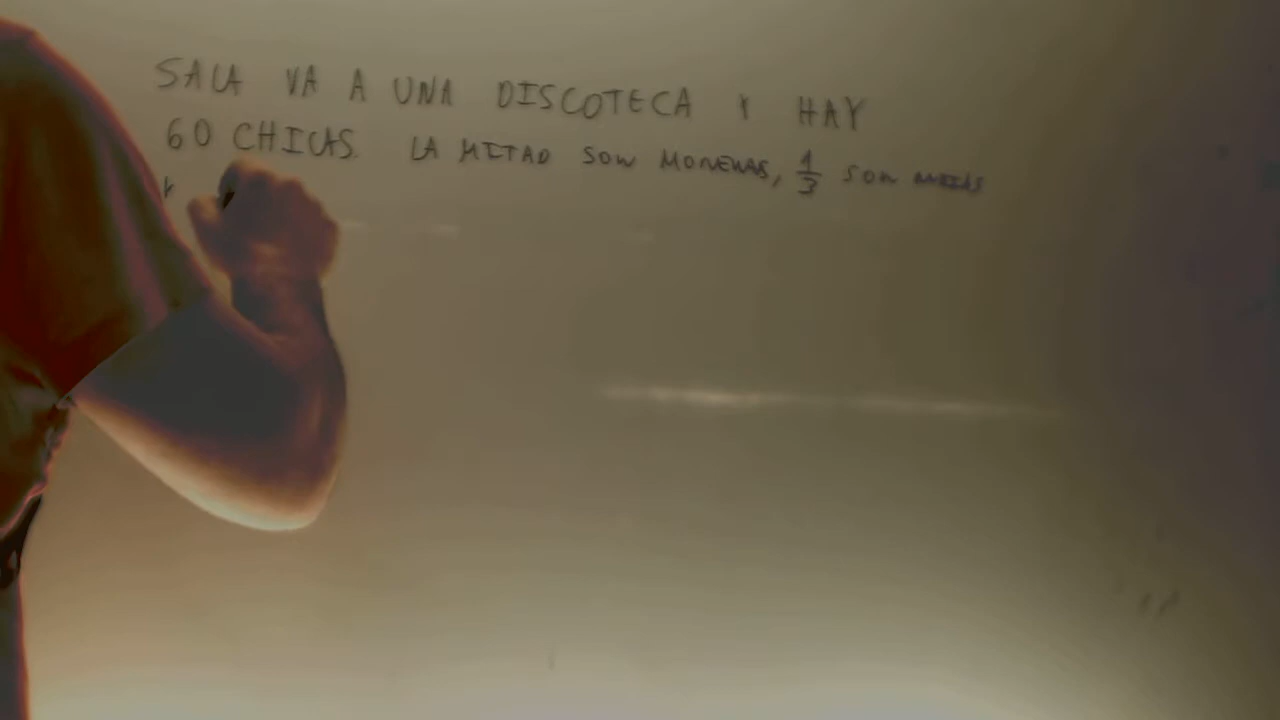 SALA VA A UNA DISCOTECA Y HAY
60 CHICAS. LA MITAD SON MORENAS, 1/3 SON
Y